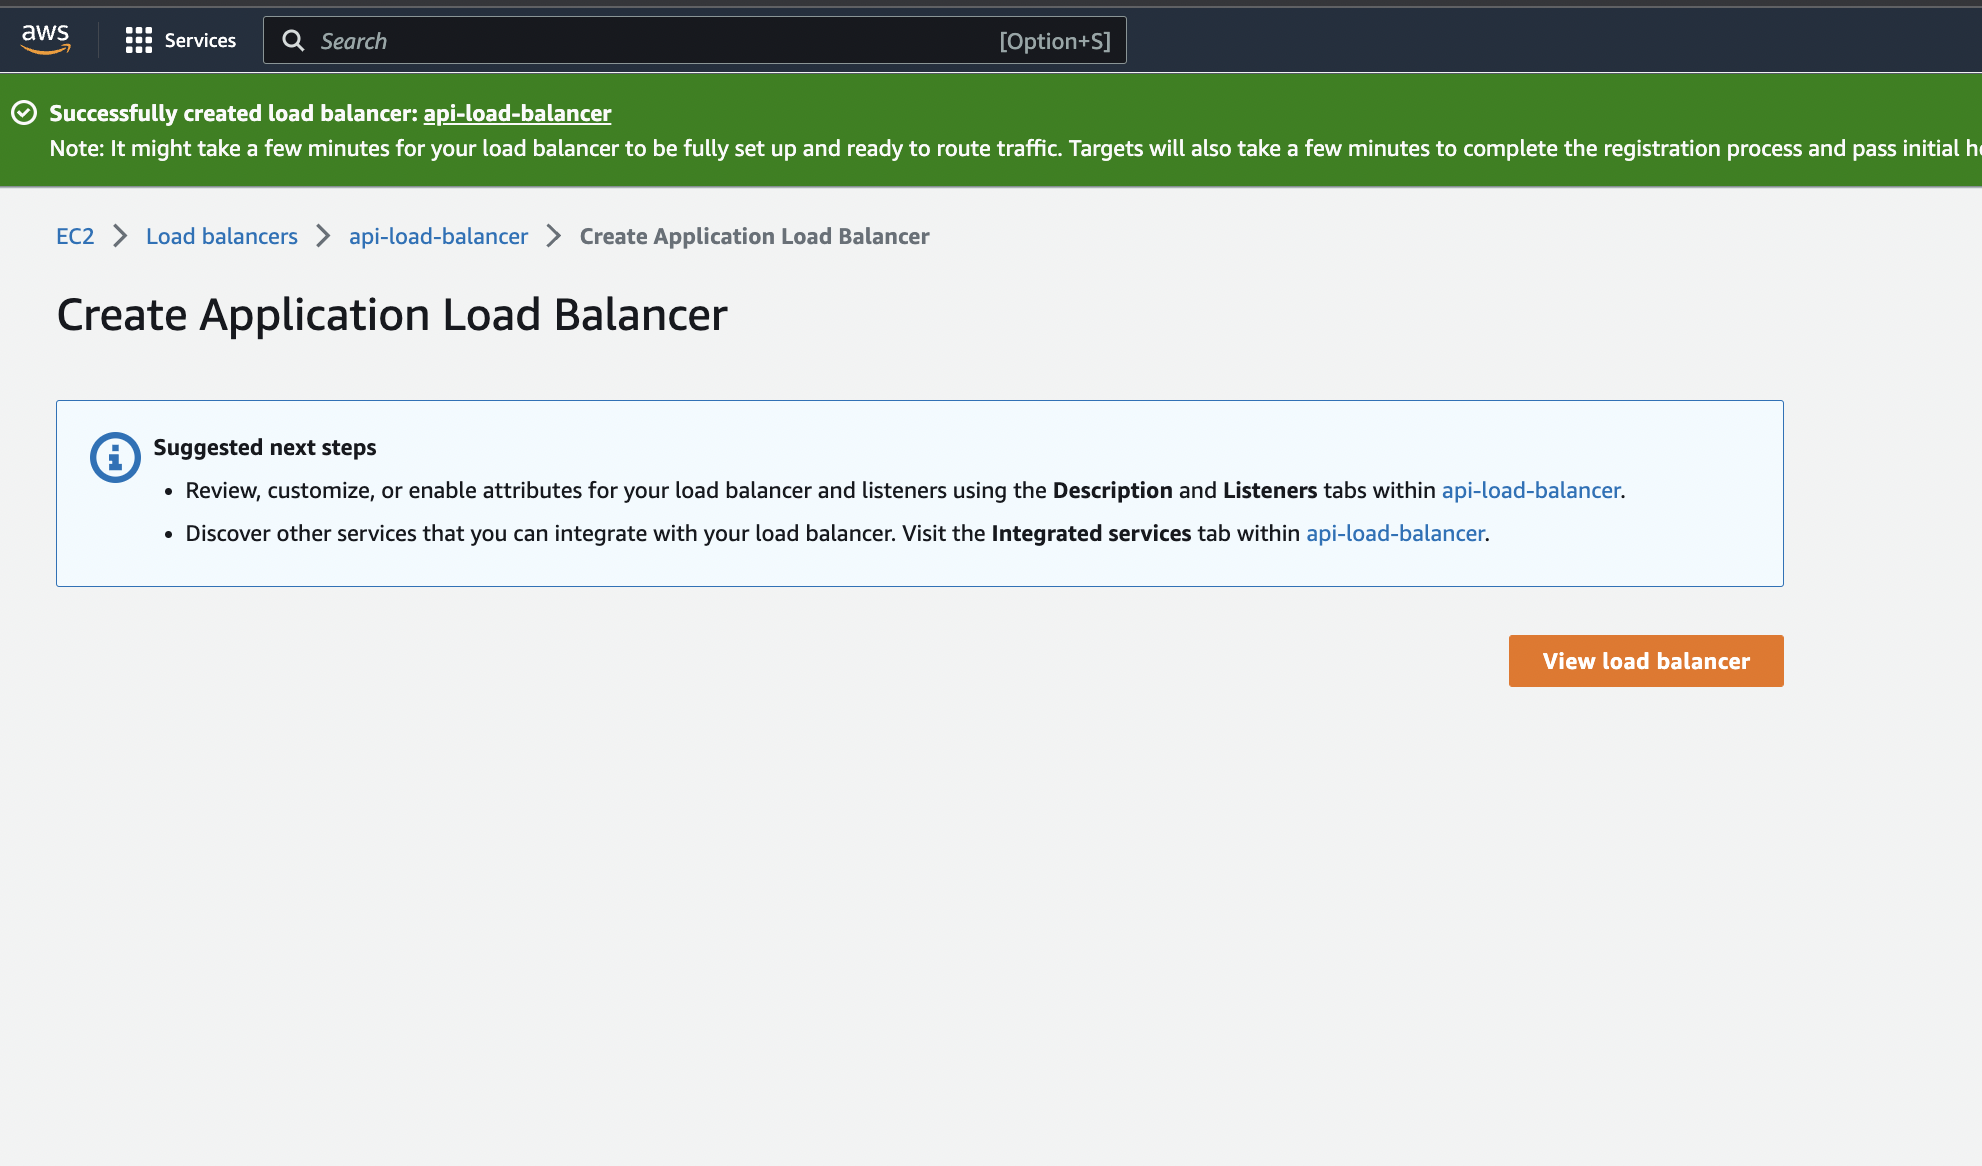 aws
Services
Search
[Option+S]
Successfully created load balancer: api-load-balancer
Note: It might take a few minutes for your load balancer to be fully set up and ready to route traffic. Targets will also take a few minutes to complete the registration process and pass initial
EC2 > Load balancers > api-load-balancer > Create Application Load Balancer
Create Application Load Balancer
Suggested next steps
• Review, customize, or enable attributes for your load balancer and listeners using the Description and Listeners tabs within api-load-balancer.
• Discover other services that you can integrate with your load balancer. Visit the Integrated services tab within api-load-balancer.
View load balancer